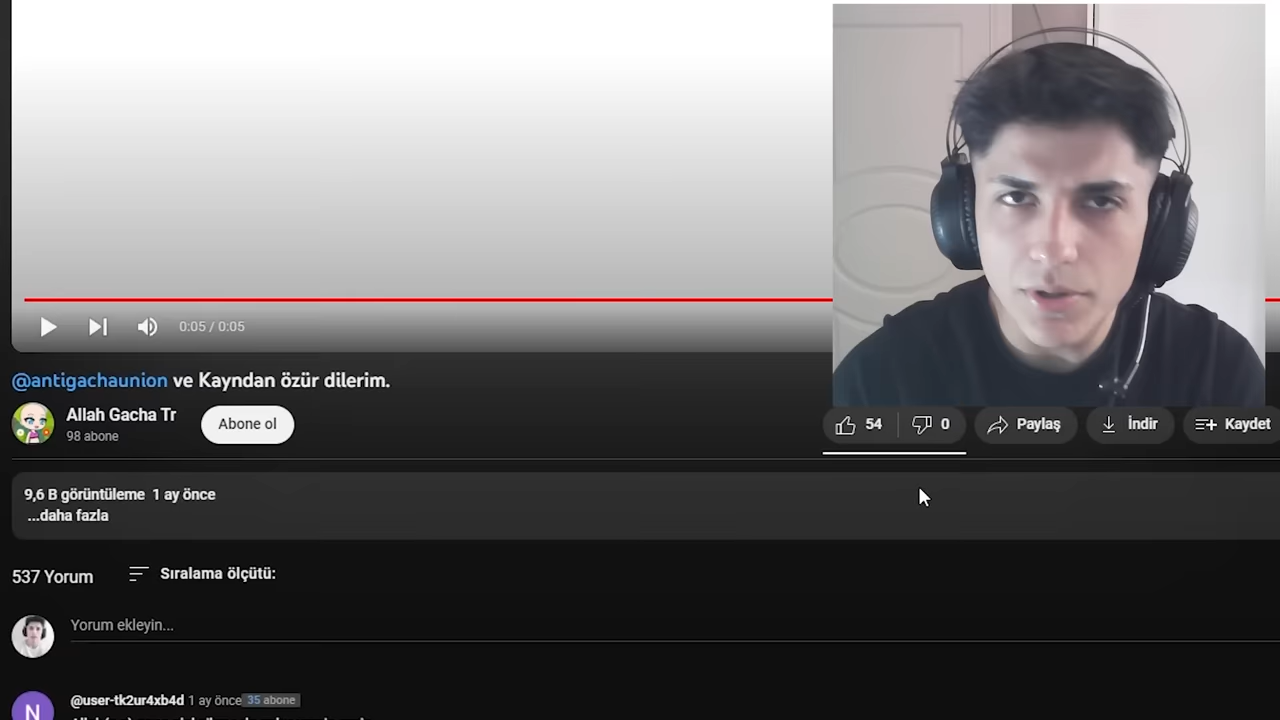 0:05 / 0:05
@antigachaunion ve Kayndan özür dilerim.
Allah Gacha Tr
98 abone
Abone ol
54
0
Paylaş
İndir
Kaydet
9,6 B görüntüleme 1 ay önce
...daha fazla
537 Yorum
Sıralama ölçütü:
Yorum ekleyin...
N
@user-tk2ur4xb4d 1 ay önce 35 abone